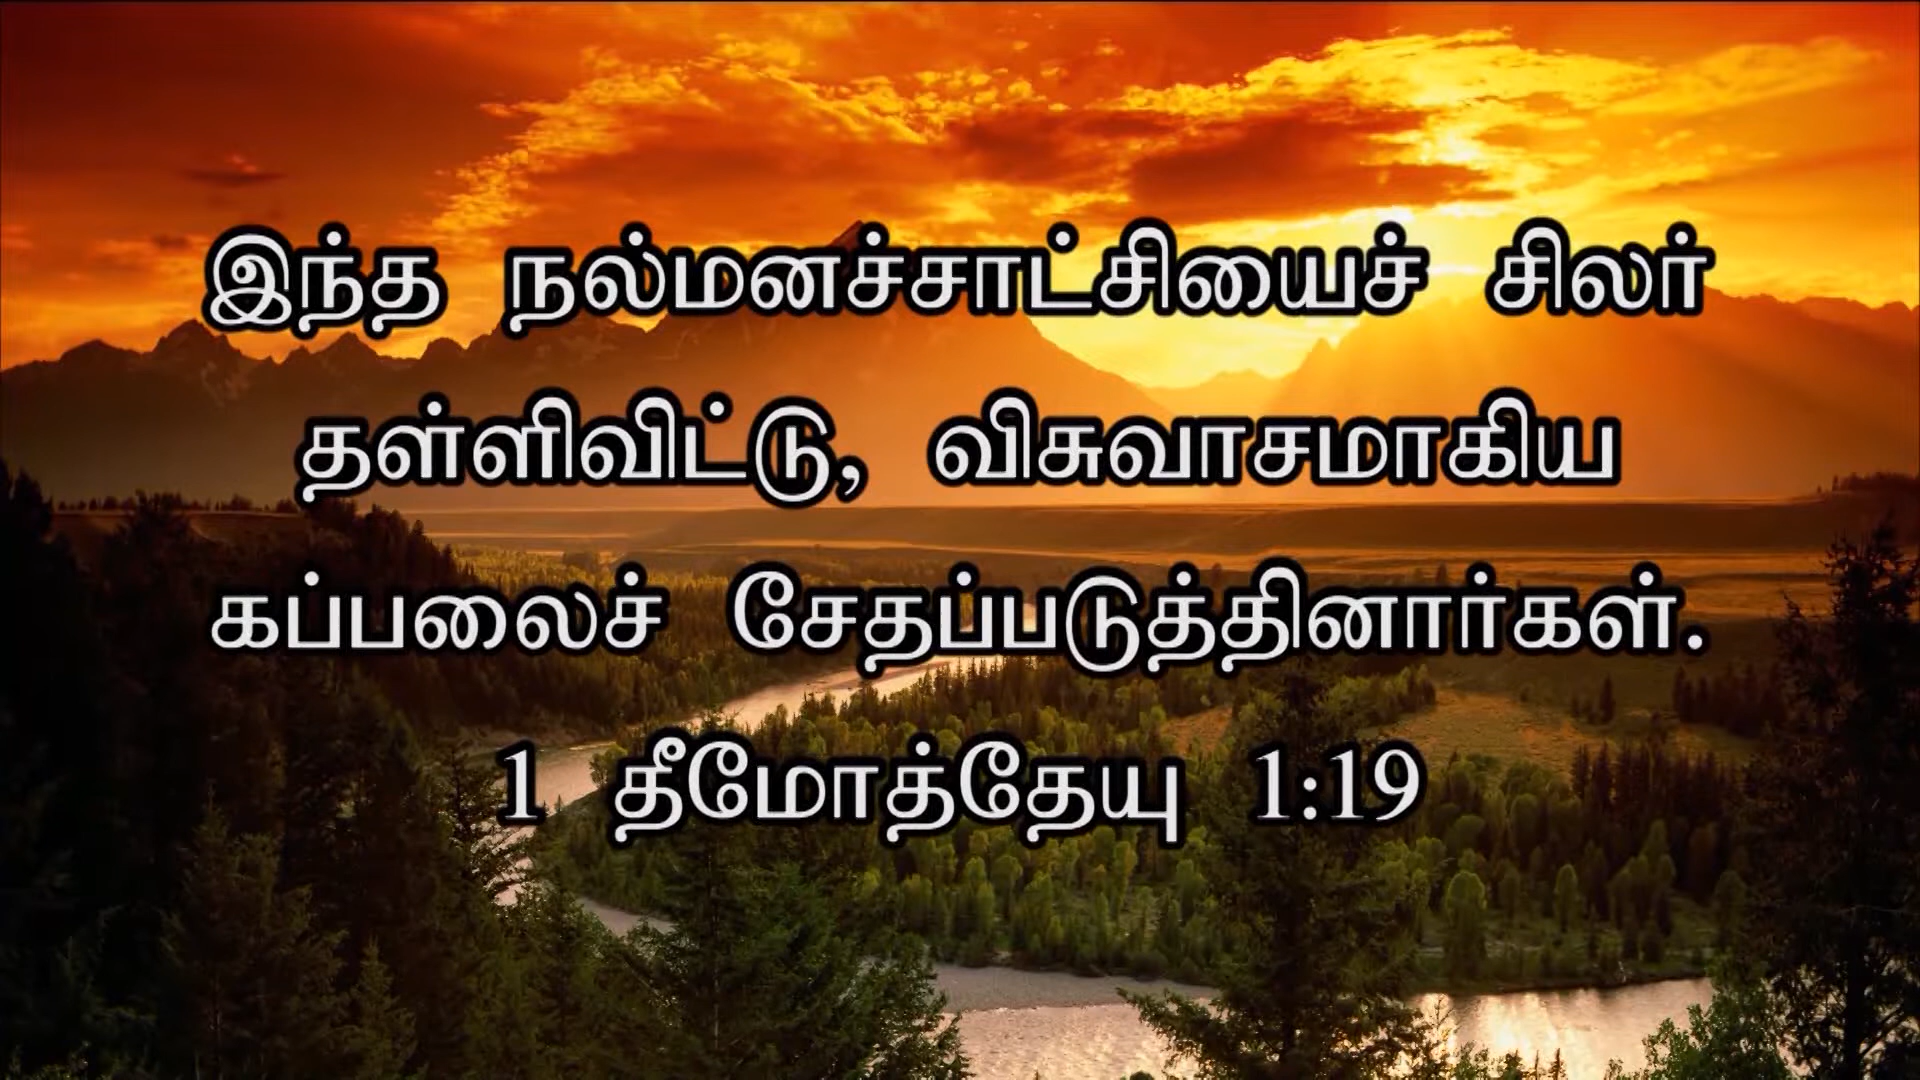 இந்த நல்மனச்சாட்சியைச் சிலர்
தள்ளிவிட்டு, விசுவாசமாகிய
கப்பலைச் சேதப்படுத்தினார்கள்.
1 தீமோத்தேயு 1:19